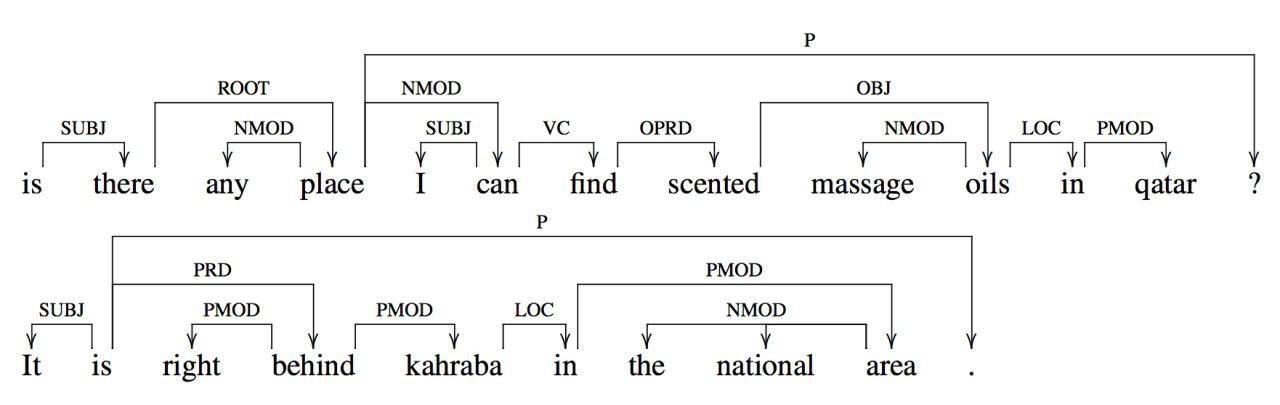 P
ROOT NMOD OBJ
SUBJ NMOD SUBJ VC OPRD NMOD LOC PMOD
is there any place I can find scented massage oils in qatar ?
P
PRD PMOD
SUBJ PMOD PMOD LOC NMOD
It is right behind kahraba in the national area .